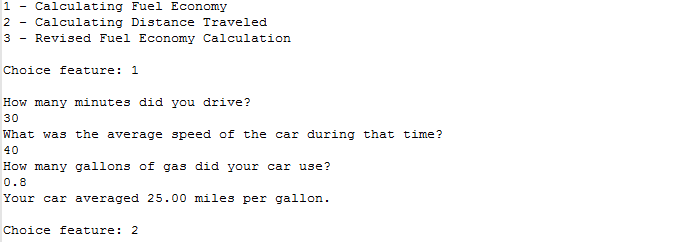 1 - Calculating Fuel Economy
2 - Calculating Distance Traveled
3 - Revised Fuel Economy Calculation
Choice feature: 1
How many minutes did you drive?
30
What was the average speed of the car during that time?
40
How many gallons of gas did your car use?
0.8
Your car averaged 25.00 miles per gallon.
Choice feature: 2